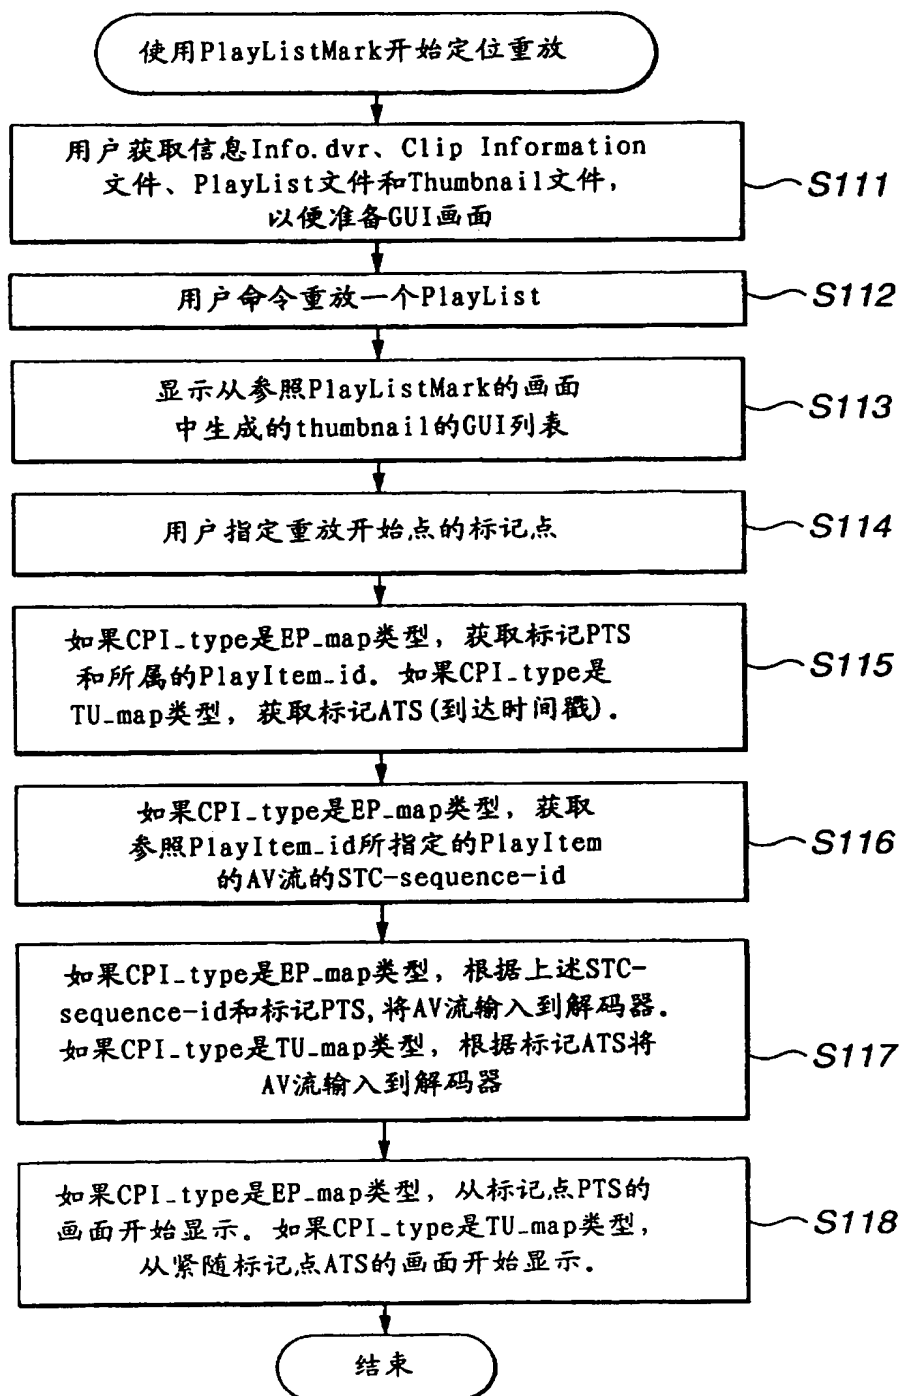 使用PlayListMark开始定位重放
用户获取信息Info.dvr、Clip Information
文件、PlayList文件和Thumbnail文件,
以便准备GUI画面
S111
用户命令重放一个PlayList
S112
显示从参照PlayListMark的画面
中生成的thumbnail的GUI列表
S113
用户指定重放开始点的标记点
S114
如果CPI_type是EP_map类型，获取标记PTS
和所属的PlayItem_id。如果CPI_type是
TU_map类型，获取标记ATS(到达时间戳).
S115
如果CPI_type是EP_map类型，获取
参照PlayItem_id所指定的PlayItem
的AV流的STC-sequence-id
S116
如果CPI_type是EP_map类型，根据上述STC-
sequence-id和标记PTS,将AV流输入到解码器。
如果CPI_type是TU_map类型，根据标记ATS将
AV流输入到解码器
S117
如果CPI_type是EP_map类型，从标记点PTS的
画面开始显示。如果CPI_type是TU_map类型，
从紧随标记点ATS的画面开始显示。
S118
结束